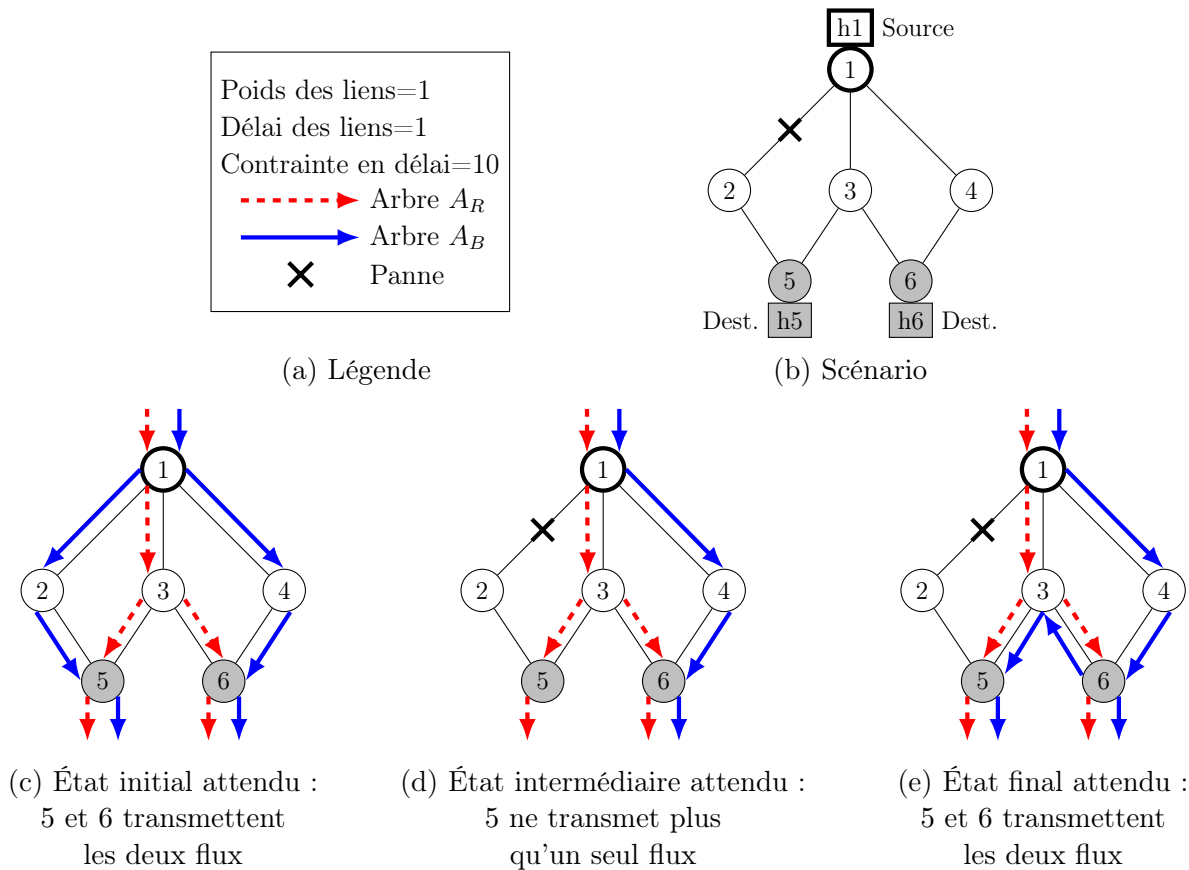 Poids des liens=1
Délai des liens=1
Contrainte en délai=10
Arbre A_R
Arbre A_B
Panne
(a) Légende
h1 Source
1
2 3 4
5 6
Dest. h5 h6 Dest.
(b) Scénario
1
2 3 4
5 6
(c) État initial attendu :
5 et 6 transmettent
les deux flux
1
2 3 4
5 6
(d) État intermédiaire attendu :
5 ne transmet plus
qu'un seul flux
1
2 3 4
5 6
(e) État final attendu :
5 et 6 transmettent
les deux flux